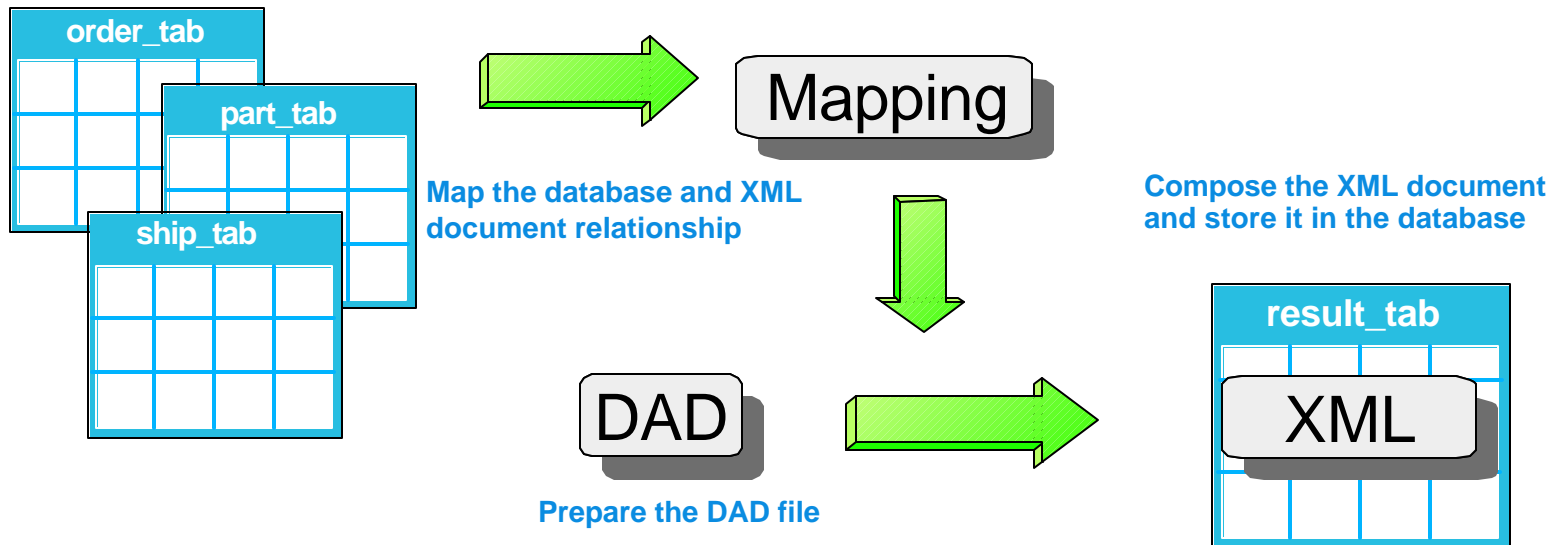 order_tab
part_tab
ship_tab
Map the database and XML
document relationship
Mapping
DAD
Prepare the DAD file
Compose the XML document
and store it in the database
result_tab
XML